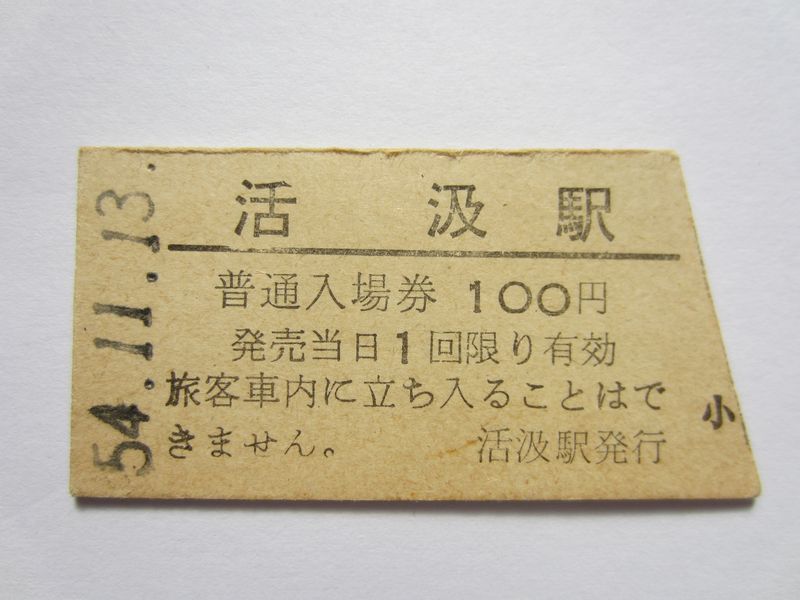 54.11.13.
活汲駅
普通入場券 100円
発売当日1回限り有効
旅客車内に立ち入ることはで
きません。 活汲駅発行
小